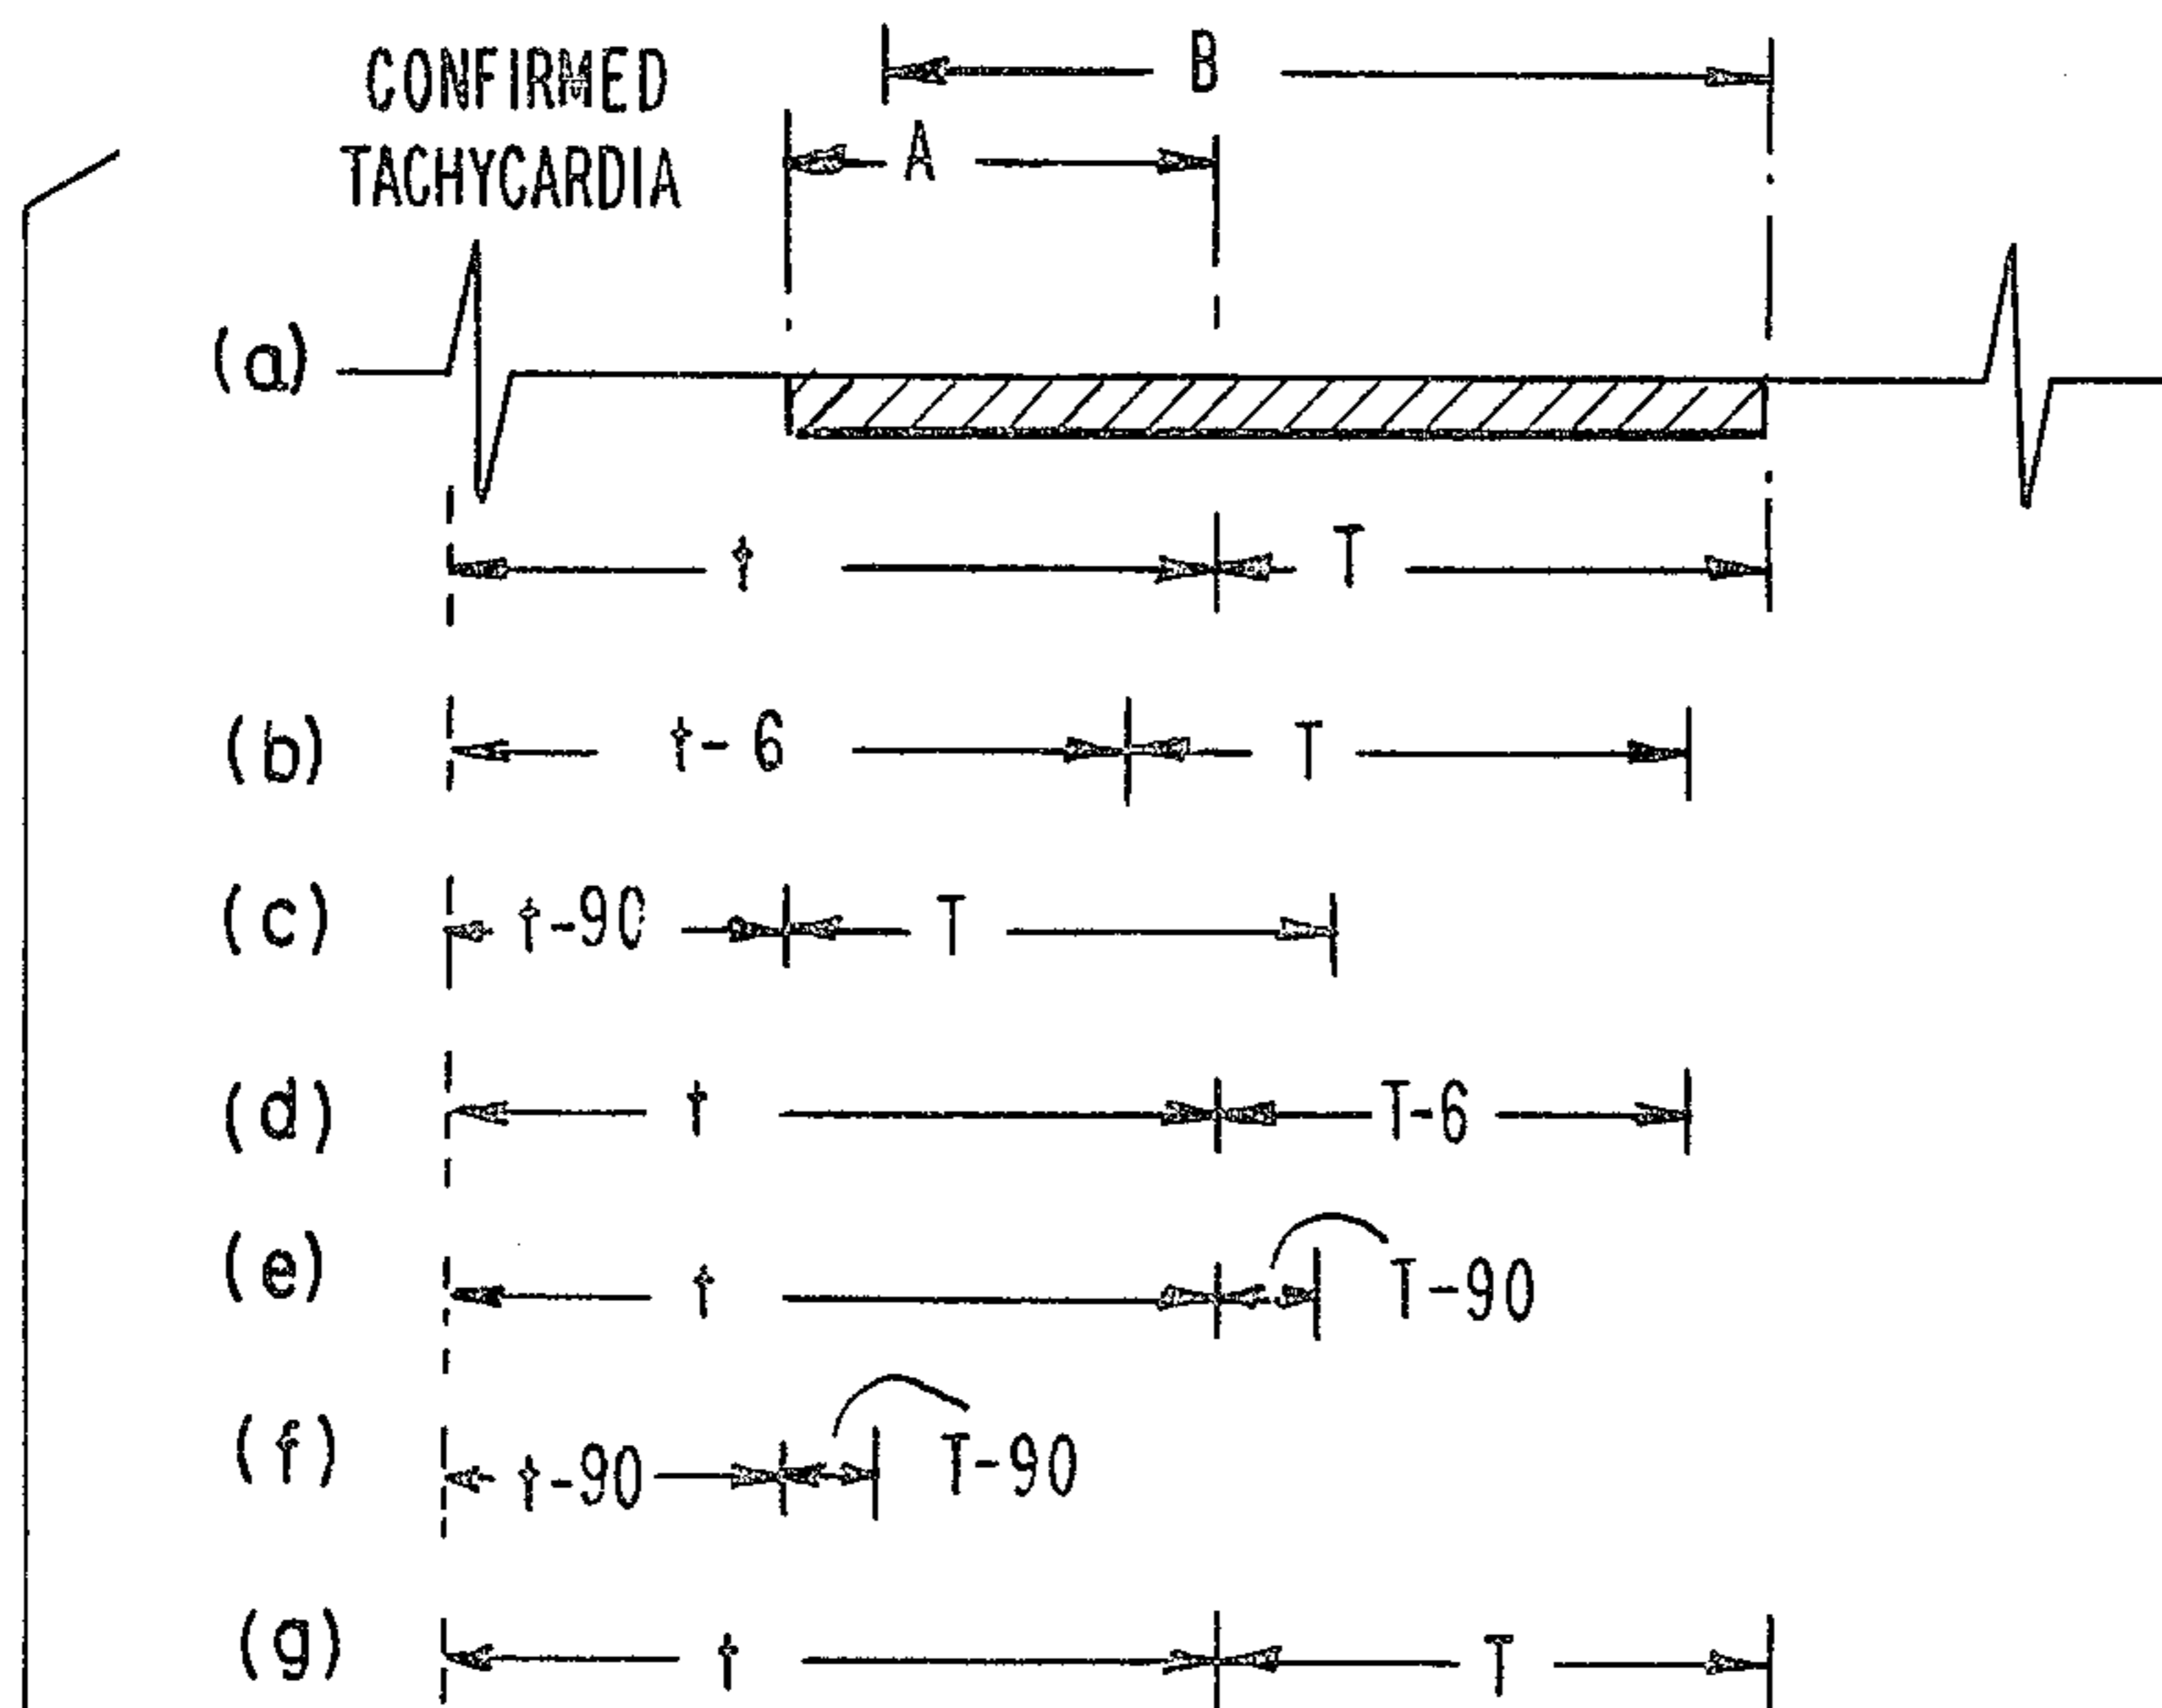 CONFIRMED
TACHYCARDIA
B
A
(a)
t T
(b) t-6 T
(c) t-90 T
(d) t T-6
(e) t T-90
(f) t-90 T-90
(g) t T